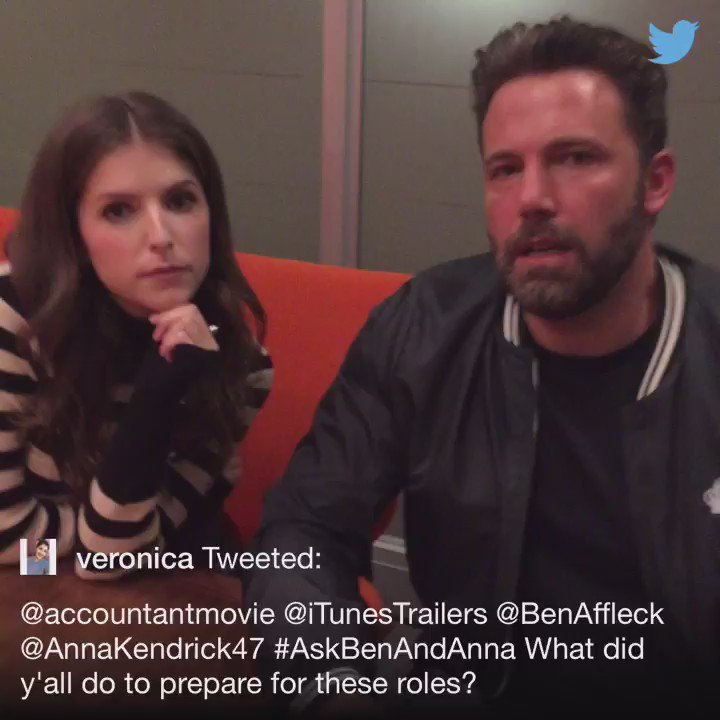 veronica Tweeted:
@accountantmovie @iTunesTrailers @BenAffleck
@AnnaKendrick47 #AskBenAndAnna What did
y'all do to prepare for these roles?